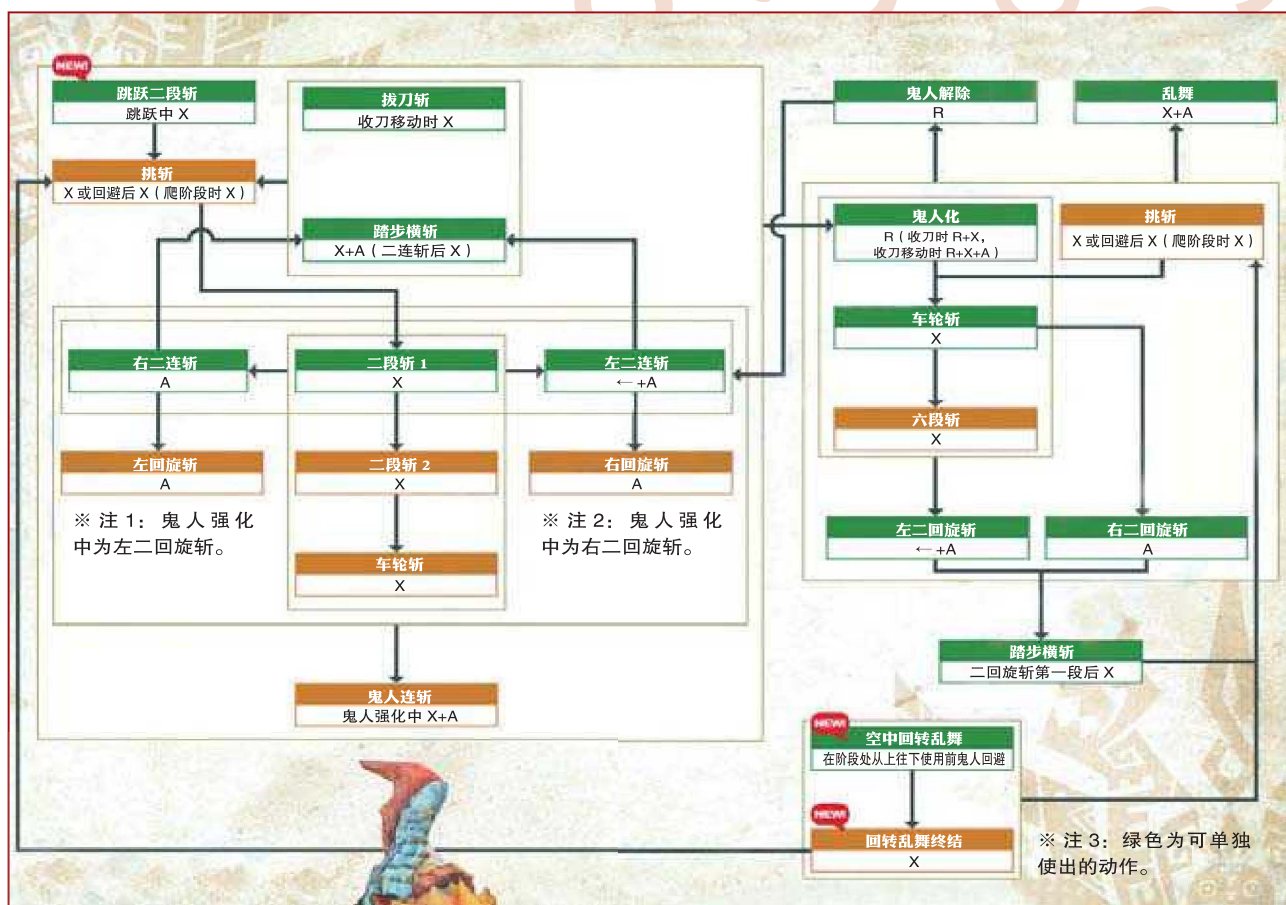 NEW!
跳跃二段斩
跳跃中 X
拔刀斩
收刀移动时 X
挑斩
X 或回避后 X（爬阶段时 X）
踏步横斩
X+A（二连斩后 X）
右二连斩
A
二段斩 1
X
左二连斩
← +A
左回旋斩
A
二段斩 2
X
右回旋斩
A
※ 注 1：鬼人强化
中为左二回旋斩。
※ 注 2：鬼人强化
中为右二回旋斩。
车轮斩
X
鬼人连斩
鬼人强化中 X+A
鬼人解除
R
乱舞
X+A
鬼人化
R（收刀时 R+X，
收刀移动时 R+X+A）
挑斩
X 或回避后 X（爬阶段时 X）
车轮斩
X
六段斩
X
左二回旋斩
← +A
右二回旋斩
A
踏步横斩
二回旋斩第一段后 X
NEW!
空中回转乱舞
在阶段处从上往下使用前鬼人回避
NEW!
回转乱舞终结
X
※ 注 3：绿色为可单独
使出的动作。